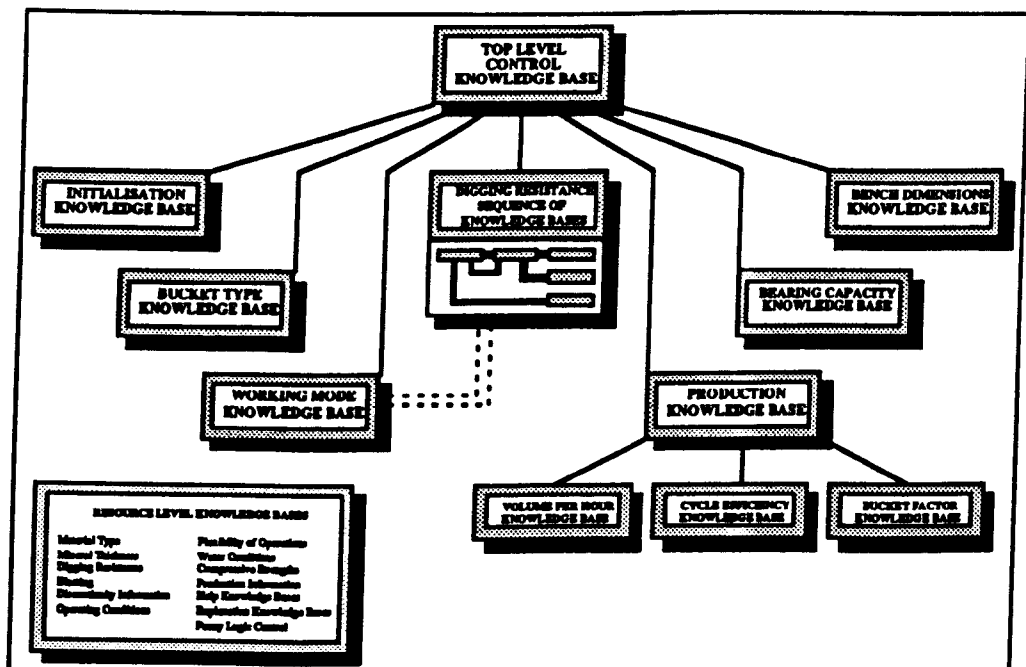 TOP LEVEL
CONTROL
KNOWLEDGE BASE
INITIALISATION
KNOWLEDGE BASE
DIGGING RESISTANCE
SEQUENCE OF
KNOWLEDGE BASES
BENCH DIMENSIONS
KNOWLEDGE BASE
BUCKET TYPE
KNOWLEDGE BASE
BEARING CAPACITY
KNOWLEDGE BASE
WORKING MODE
KNOWLEDGE BASE
PRODUCTION
KNOWLEDGE BASE
VOLUME PER HOUR
KNOWLEDGE BASE
CYCLE EFFICIENCY
KNOWLEDGE BASE
BUCKET FACTOR
KNOWLEDGE BASE
RESOURCE LEVEL KNOWLEDGE BASES
Material Type
Mineral Thickness
Digging Resistance
Blasting
Discontinuity Information
Operating Conditions
Flexibility of Operations
Water Conditions
Compressive Strengths
Production Information
Help Knowledge Bases
Explanation Knowledge Bases
Fuzzy Logic Control